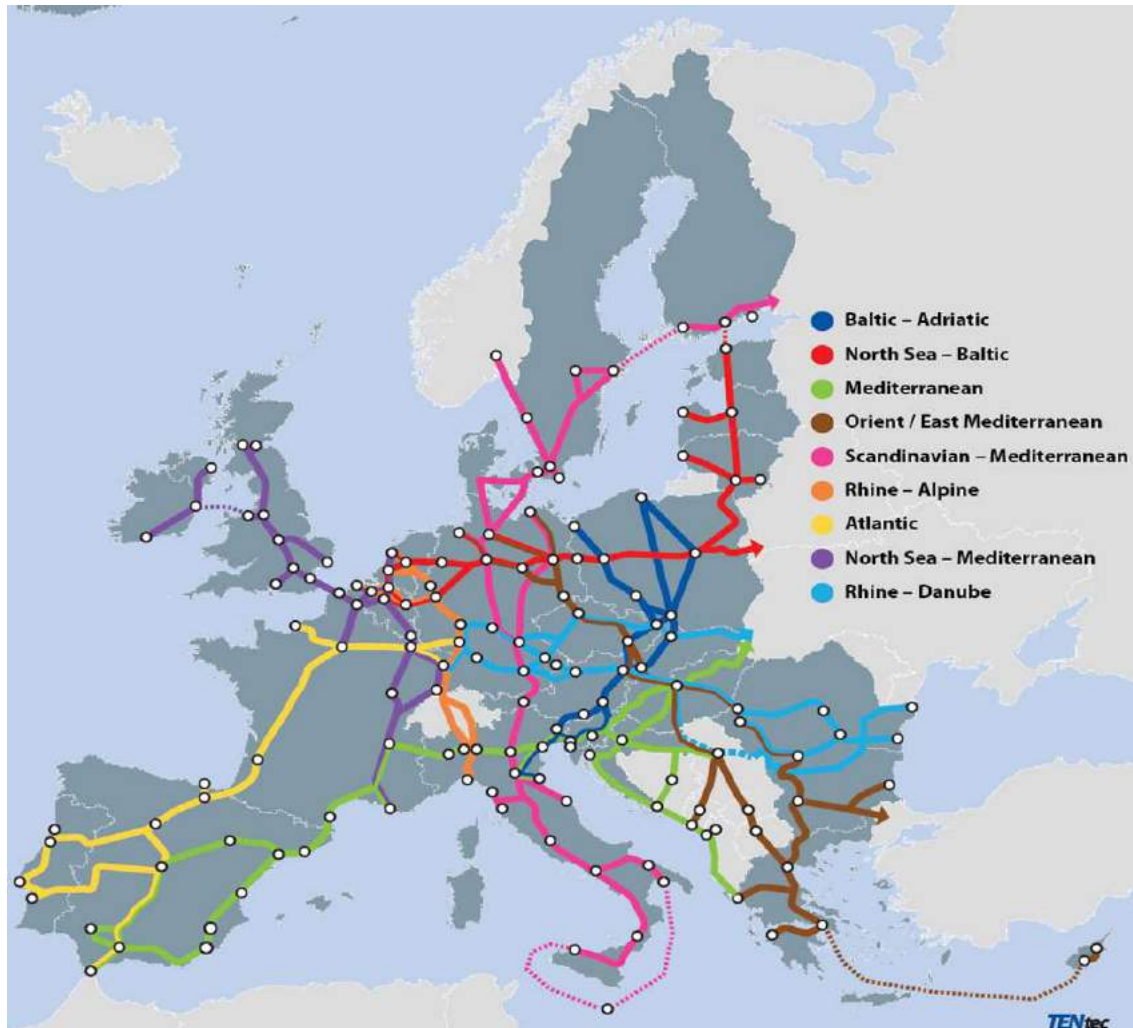 Baltic – Adriatic
North Sea – Baltic
Mediterranean
Orient / East Mediterranean
Scandinavian – Mediterranean
Rhine – Alpine
Atlantic
North Sea – Mediterranean
Rhine – Danube
TENtec